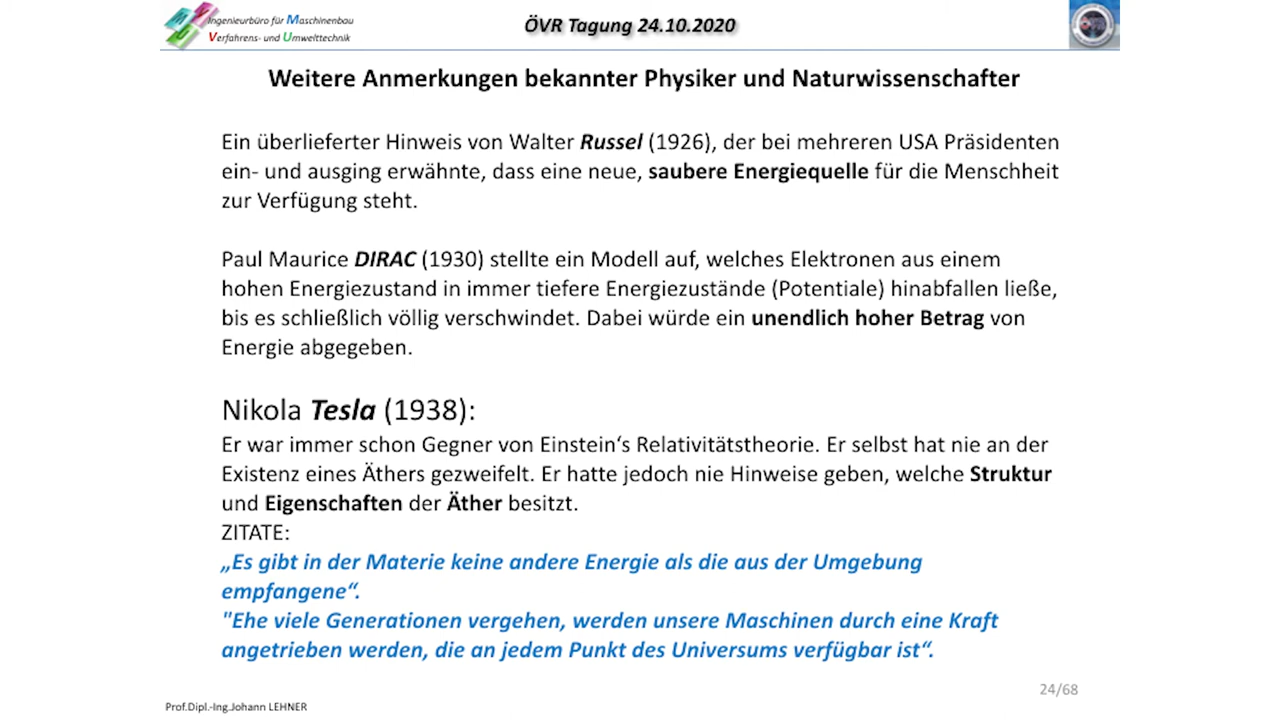 Ingenieurbüro für Maschinenbau
Verfahrens- und Umwelttechnik
ÖVR Tagung 24.10.2020
Weitere Anmerkungen bekannter Physiker und Naturwissenschafter
Ein überlieferter Hinweis von Walter Russel (1926), der bei mehreren USA Präsidenten
ein- und ausging erwähnte, dass eine neue, saubere Energiequelle für die Menschheit
zur Verfügung steht.
Paul Maurice DIRAC (1930) stellte ein Modell auf, welches Elektronen aus einem
hohen Energiezustand in immer tiefere Energiezustände (Potentiale) hinabfallen ließe,
bis es schließlich völlig verschwindet. Dabei würde ein unendlich hoher Betrag von
Energie abgegeben.
Nikola Tesla (1938):
Er war immer schon Gegner von Einstein‘s Relativitätstheorie. Er selbst hat nie an der
Existenz eines Äthers gezweifelt. Er hatte jedoch nie Hinweise geben, welche Struktur
und Eigenschaften der Äther besitzt.
ZITATE:
„Es gibt in der Materie keine andere Energie als die aus der Umgebung
empfangene“.
"Ehe viele Generationen vergehen, werden unsere Maschinen durch eine Kraft
angetrieben werden, die an jedem Punkt des Universums verfügbar ist“.
24/68
Prof.Dipl.-Ing.Johann LEHNER